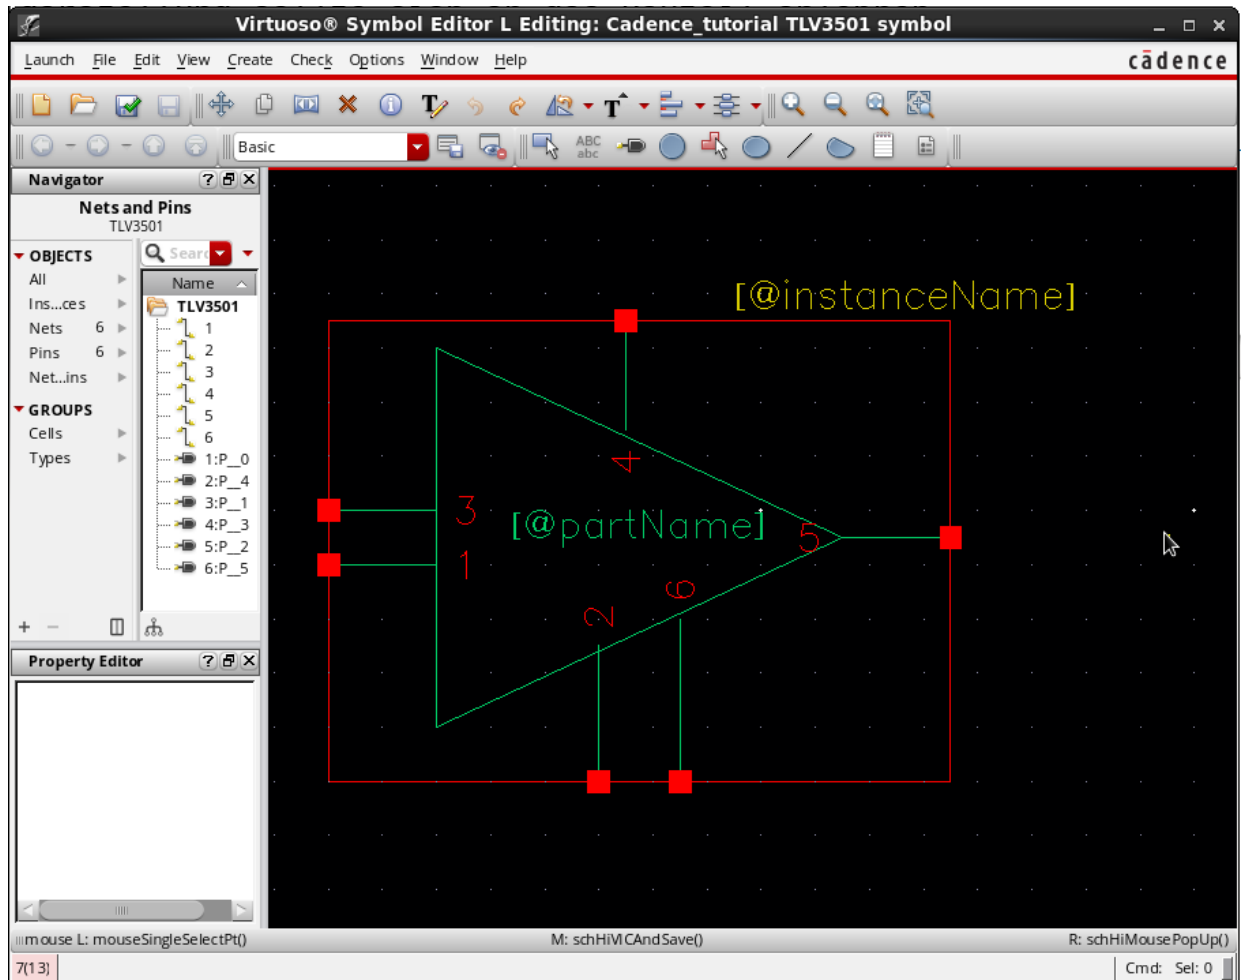 Virtuoso® Symbol Editor L Editing: Cadence_tutorial TLV3501 symbol
Launch File Edit View Create Check Options Window Help
cādence
T
Basic
ABC
abc
Navigator
?
Nets and Pins
TLV3501
OBJECTS
All
Ins...ces
Nets 6
Pins 6
Net...ins
GROUPS
Cells
Types
Searc
Name
TLV3501
1
2
3
4
5
6
1:P__0
2:P__4
3:P__1
4:P__3
5:P__2
6:P__5
Property Editor
?
[@instanceName]
4
3
[@partName]
5
1
6
2
mouse L: mouseSingleSelectPt()
M: schHiVICAndSave()
R: schHiMousePopUp()
7(13)
Cmd: Sel: 0